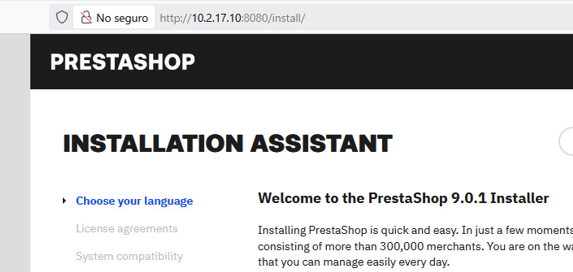 No seguro
http://10.2.17.10:8080/install/
PRESTASHOP
INSTALLATION ASSISTANT
Choose your language
License agreements
System compatibility
Welcome to the PrestaShop 9.0.1 Installer
Installing PrestaShop is quick and easy. In just a few moments
consisting of more than 300,000 merchants. You are on the wa
that you can manage easily every day.